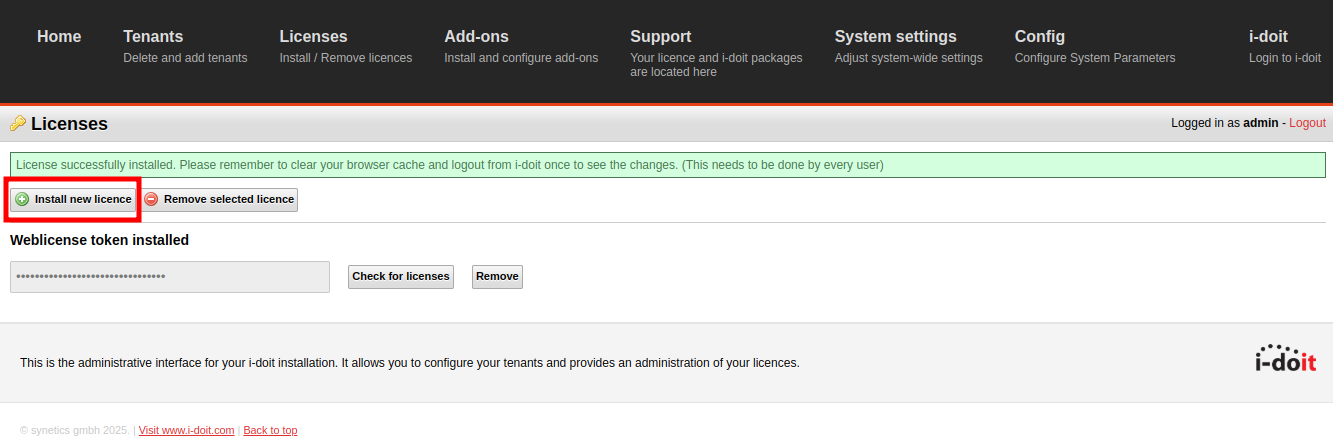 Home
Tenants
Delete and add tenants
Licenses
Install / Remove licences
Add-ons
Install and configure add-ons
Support
Your licence and i-doit packages
are located here
System settings
Adjust system-wide settings
Config
Configure System Parameters
i-doit
Login to i-doit
Licenses
Logged in as admin - Logout
License successfully installed. Please remember to clear your browser cache and logout from i-doit once to see the changes. (This needs to be done by every user)
Install new licence
Remove selected licence
Weblicense token installed
Check for licenses
Remove
This is the administrative interface for your i-doit installation. It allows you to configure your tenants and provides an administration of your licences.
i-doit
© synetics gmbh 2025. | Visit www.i-doit.com | Back to top